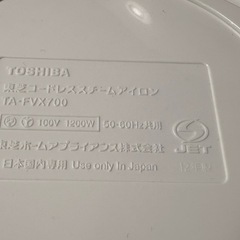 TOSHIBA
東芝コードレススチームアイロン
TA-FVX700
100V 1200W 50-60Hz共用
東芝ホームアプライアンス株式会社
JET
日本国内専用 Use only in Japan